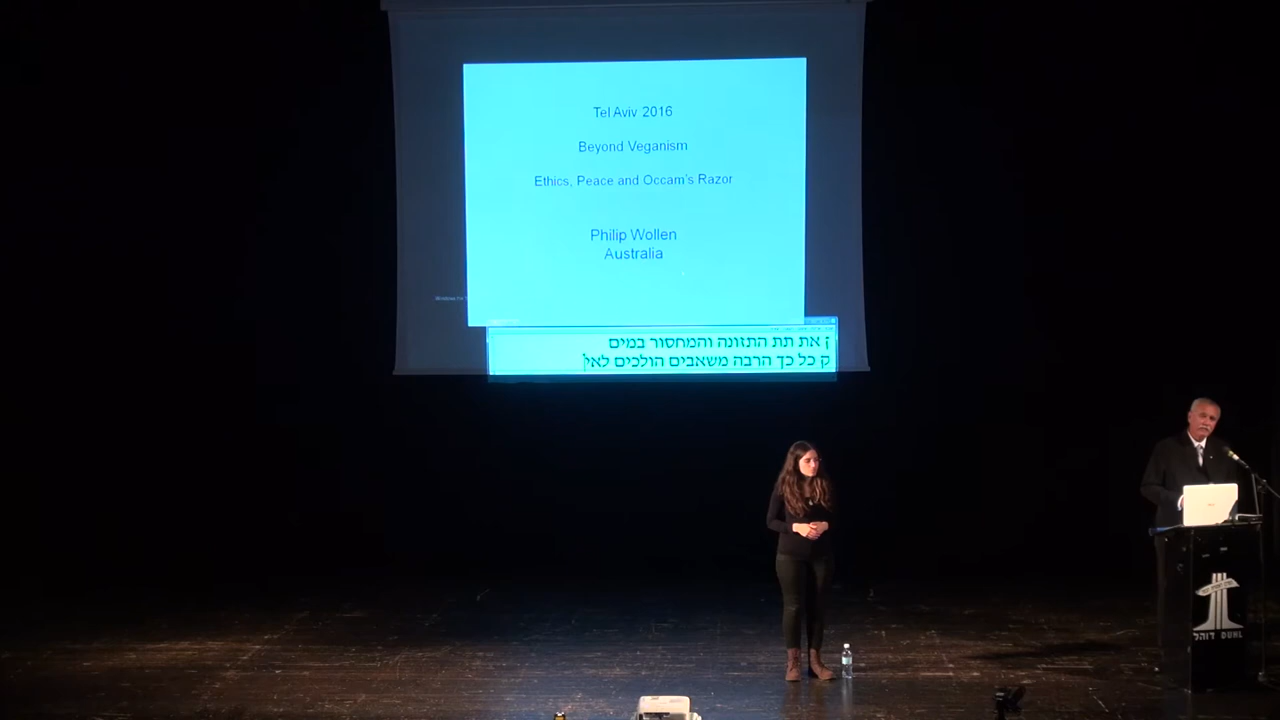 Tel Aviv 2016
Beyond Veganism
Ethics, Peace and Occam's Razor
Philip Wollen
Australia
ן את תת התזונה והמחסור במים
ק כל כך הרבה משאבים הולכים לאי
דוהל DUHL